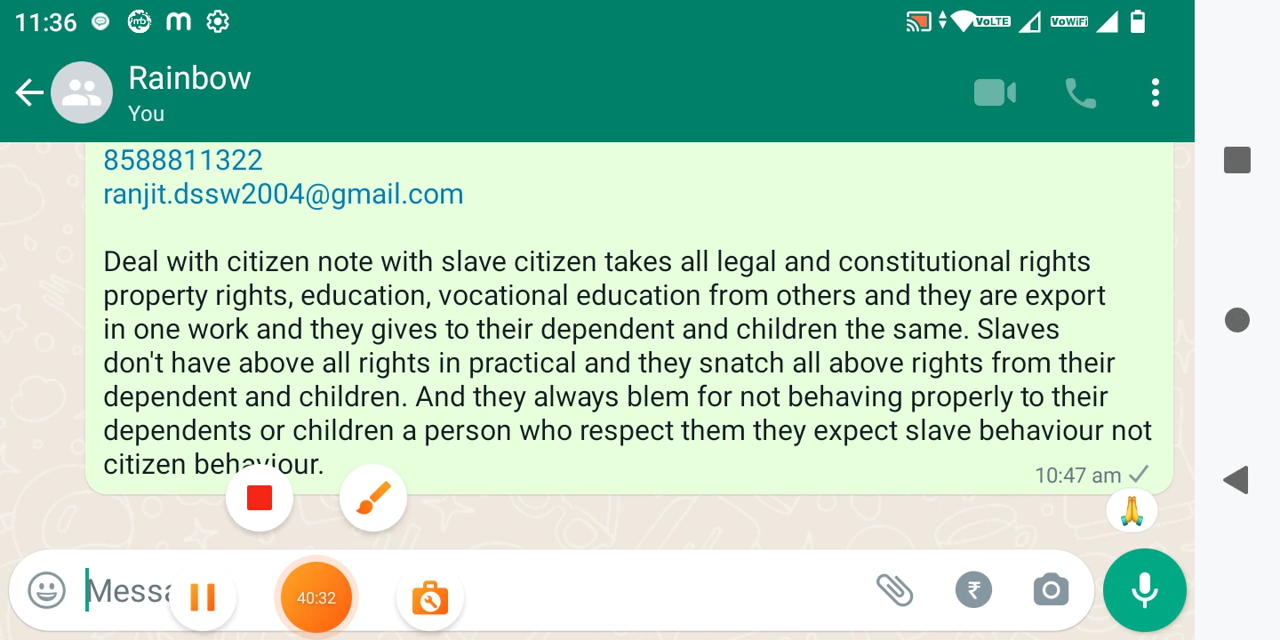 11:36
VoLTE VoWiFi
Rainbow
You
8588811322
ranjit.dssw2004@gmail.com
Deal with citizen note with slave citizen takes all legal and constitutional rights
property rights, education, vocational education from others and they are export
in one work and they gives to their dependent and children the same. Slaves
don't have above all rights in practical and they snatch all above rights from their
dependent and children. And they always blem for not behaving properly to their
dependents or children a person who respect them they expect slave behaviour not
citizen behaviour.
10:47 am
Messa
40:32